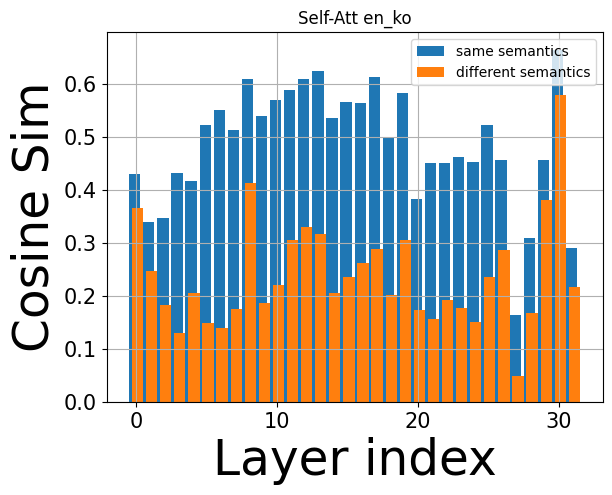 Self-Att en_ko
same semantics
different semantics
Cosine Sim
0.6
0.5
0.4
0.3
0.2
0.1
0.0
0
10
20
30
Layer index